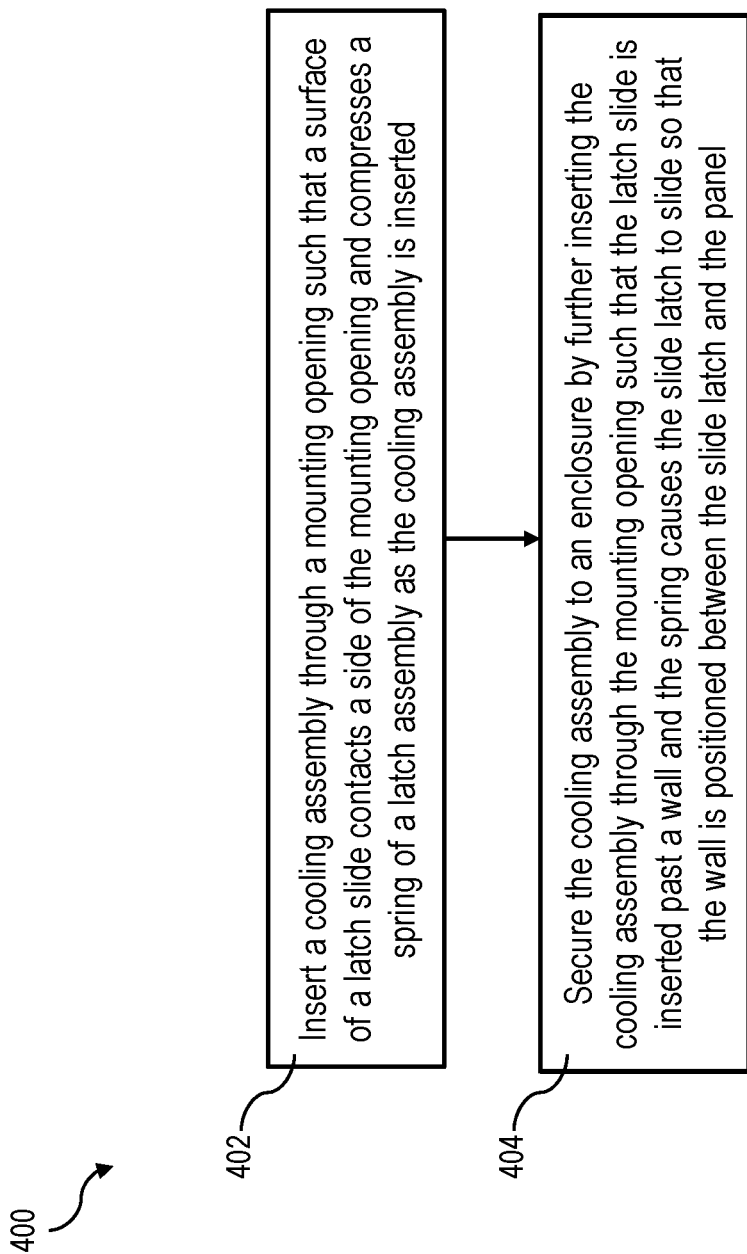 400
402
Insert a cooling assembly through a mounting opening such that a surface
of a latch slide contacts a side of the mounting opening and compresses a
spring of a latch assembly as the cooling assembly is inserted
404
Secure the cooling assembly to an enclosure by further inserting the
cooling assembly through the mounting opening such that the latch slide is
inserted past a wall and the spring causes the slide latch to slide so that
the wall is positioned between the slide latch and the panel